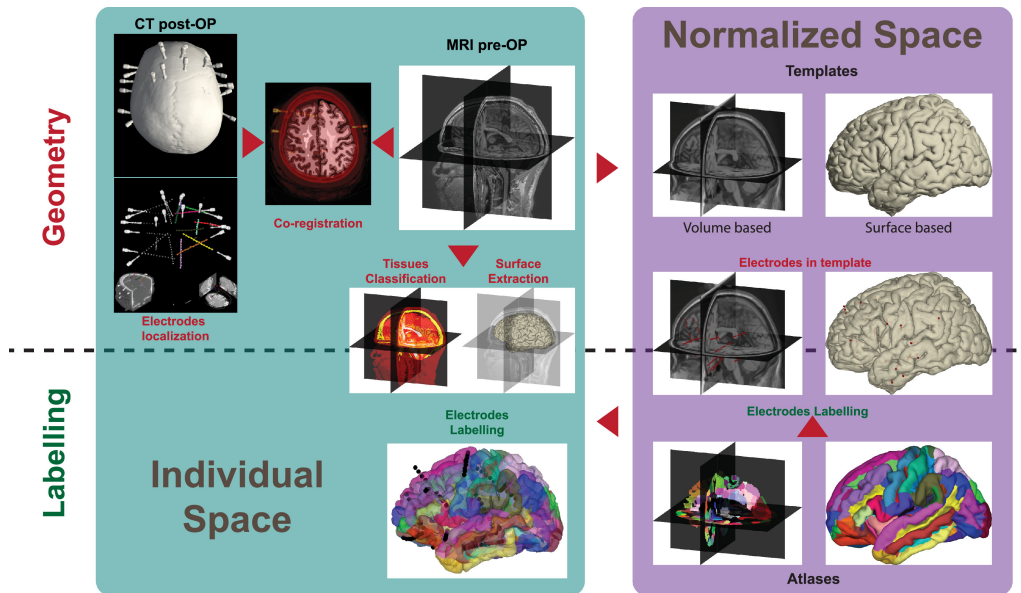 CT post-OP
MRI pre-OP
Co-registration
Tissues
Classification
Surface
Extraction
Electrodes
localization
Geometry
Labelling
Electrodes
Labelling
Individual
Space
Normalized Space
Templates
Volume based
Surface based
Electrodes in template
Electrodes Labelling
Atlases